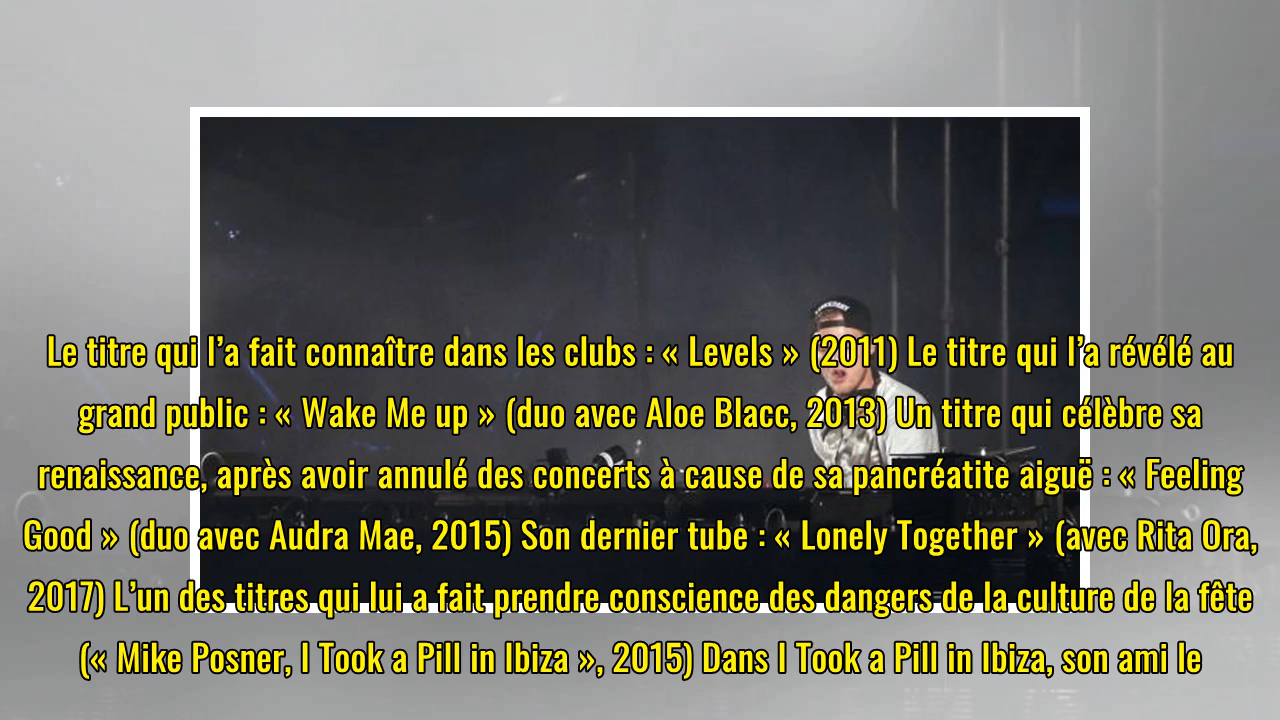 Le titre qui l’a fait connaître dans les clubs : « Levels » (2011) Le titre qui l’a révélé au
grand public : « Wake Me up » (duo avec Aloe Blacc, 2013) Un titre qui célèbre sa
renaissance, après avoir annulé des concerts à cause de sa pancréatite aiguë : « Feeling
Good » (duo avec Audra Mae, 2015) Son dernier tube : « Lonely Together » (avec Rita Ora,
2017) L’un des titres qui lui a fait prendre conscience des dangers de la culture de la fête
(« Mike Posner, I Took a Pill in Ibiza », 2015) Dans I Took a Pill in Ibiza, son ami le